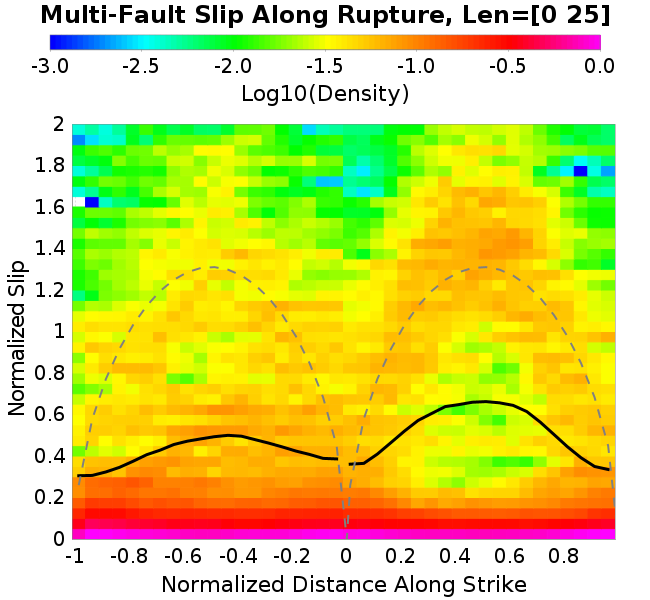 Multi-Fault Slip Along Rupture, Len=[0 25]
-3.0 -2.5 -2.0 -1.5 -1.0 -0.5 0.0
Log10(Density)
2
1.8
1.6
1.4
1.2
1
0.8
0.6
0.4
0.2
0
Normalized Slip
-1 -0.8 -0.6 -0.4 -0.2 0 0.2 0.4 0.6 0.8
Normalized Distance Along Strike